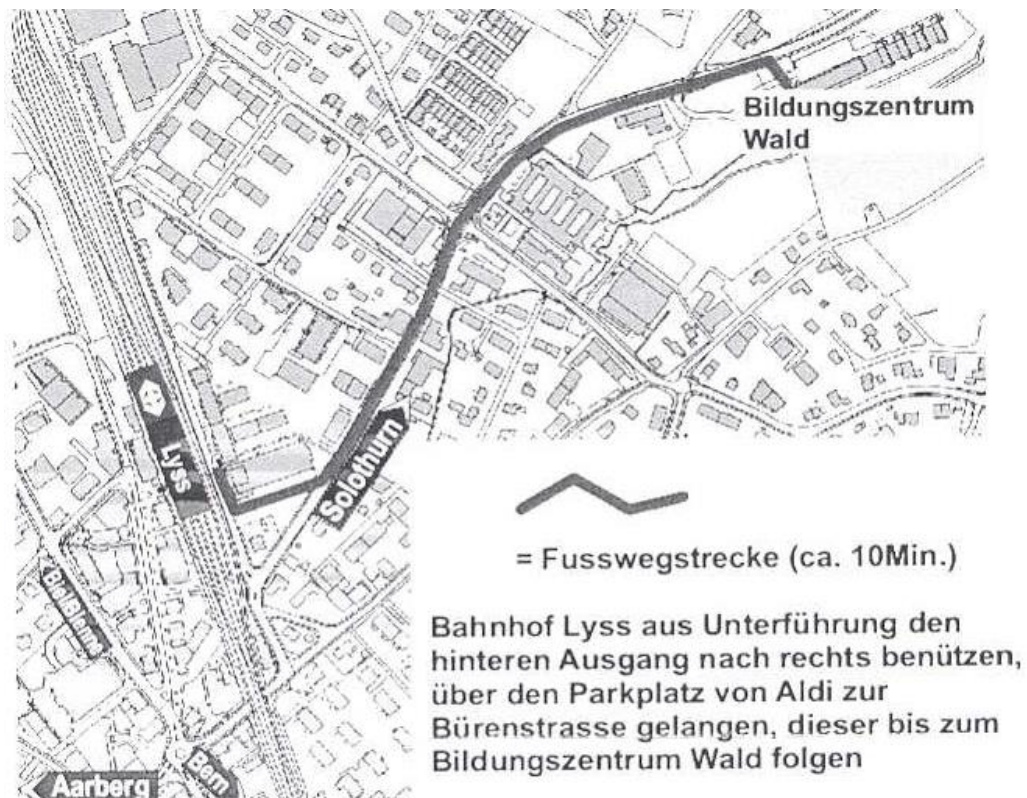 Bildungszentrum
Wald
Lyss
Solothurn
Biel/Bienne
= Fusswegstrecke (ca. 10Min.)
Bahnhof Lyss aus Unterführung den
hinteren Ausgang nach rechts benützen,
über den Parkplatz von Aldi zur
Bürenstrasse gelangen, dieser bis zum
Bildungszentrum Wald folgen
Bern
Aarberg